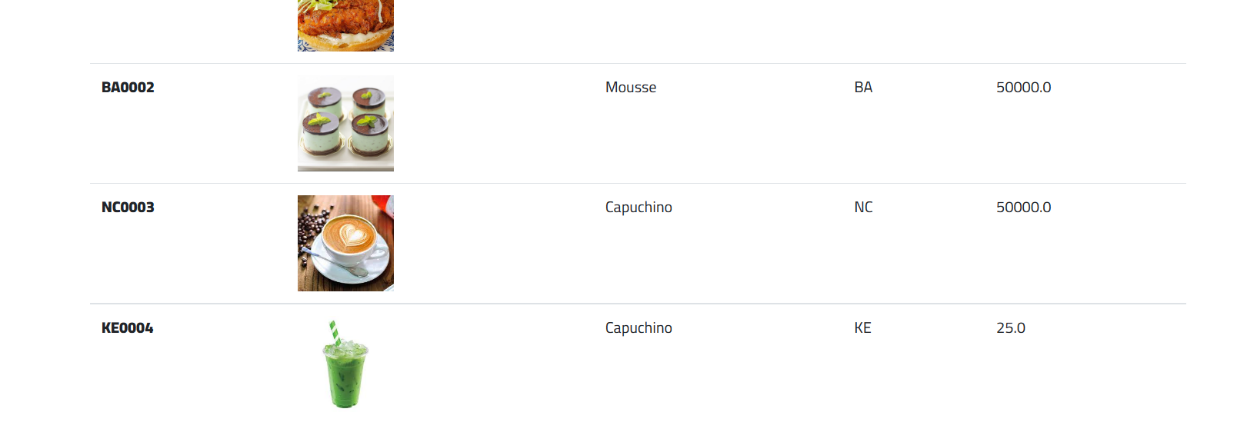 BA0002 Mousse BA 50000.0
NC0003 Capuchino NC 50000.0
KE0004 Capuchino KE 25.0